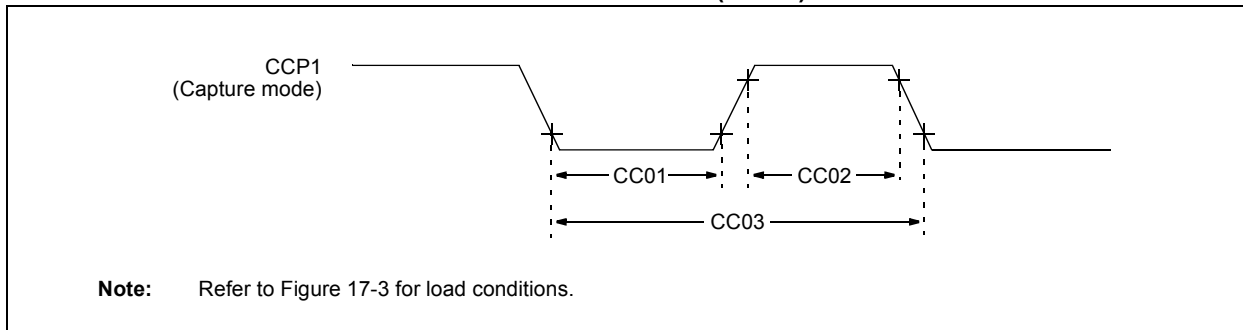 CCP1
(Capture mode)
CC01
CC02
CC03
Note: Refer to Figure 17-3 for load conditions.